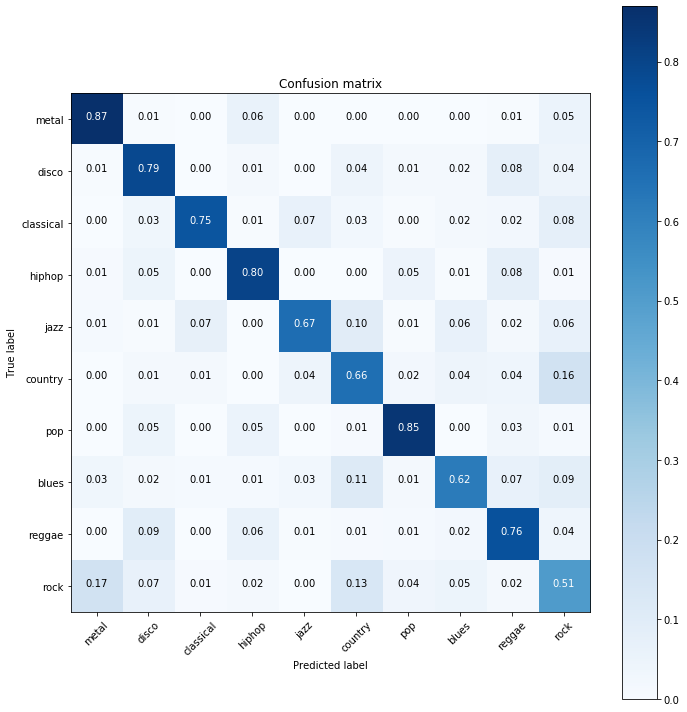 Confusion matrix
metal 0.87 0.01 0.00 0.06 0.00 0.00 0.00 0.00 0.01 0.05
disco 0.01 0.79 0.00 0.01 0.00 0.04 0.01 0.02 0.08 0.04
classical 0.00 0.03 0.75 0.01 0.07 0.03 0.00 0.02 0.02 0.08
hiphop 0.01 0.05 0.00 0.80 0.00 0.00 0.05 0.01 0.08 0.01
jazz 0.01 0.01 0.07 0.00 0.67 0.10 0.01 0.06 0.02 0.06
country 0.00 0.01 0.01 0.00 0.04 0.66 0.02 0.04 0.04 0.16
pop 0.00 0.05 0.00 0.05 0.00 0.01 0.85 0.00 0.03 0.01
blues 0.03 0.02 0.01 0.01 0.03 0.11 0.01 0.62 0.07 0.09
reggae 0.00 0.09 0.00 0.06 0.01 0.01 0.01 0.02 0.76 0.04
rock 0.17 0.07 0.01 0.02 0.00 0.13 0.04 0.05 0.02 0.51
True label
metal disco classical hiphop jazz country pop blues reggae rock
Predicted label
0.8
0.7
0.6
0.5
0.4
0.3
0.2
0.1
0.0